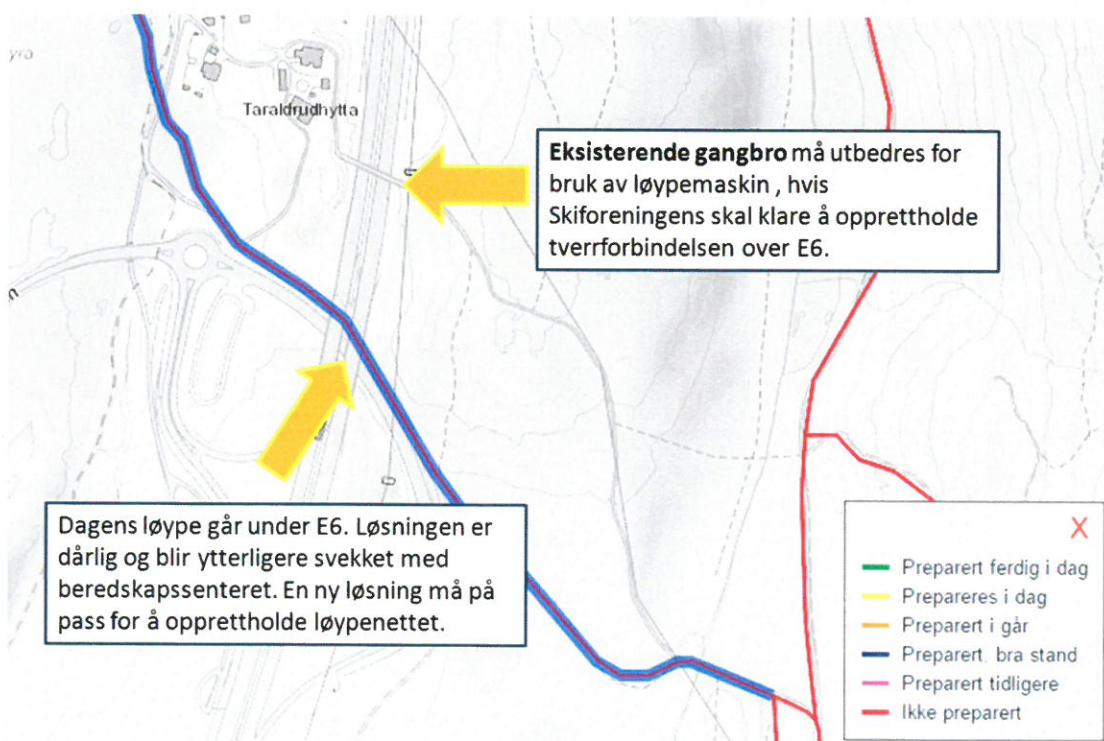 Taraldrudhytta
Eksisterende gangbro må utbedres for
bruk av løypemaskin , hvis
Skiforeningens skal klare å opprettholde
tverrforbindelsen over E6.
Dagens løype går under E6. Løsningen er
dårlig og blir ytterligere svekket med
beredskapssenteret. En ny løsning må på
pass for å opprettholde løypenettet.
X
Preparert ferdig i dag
Prepareres i dag
Preparert i går
Preparert. bra stand
Preparert tidligere
Ikke preparert